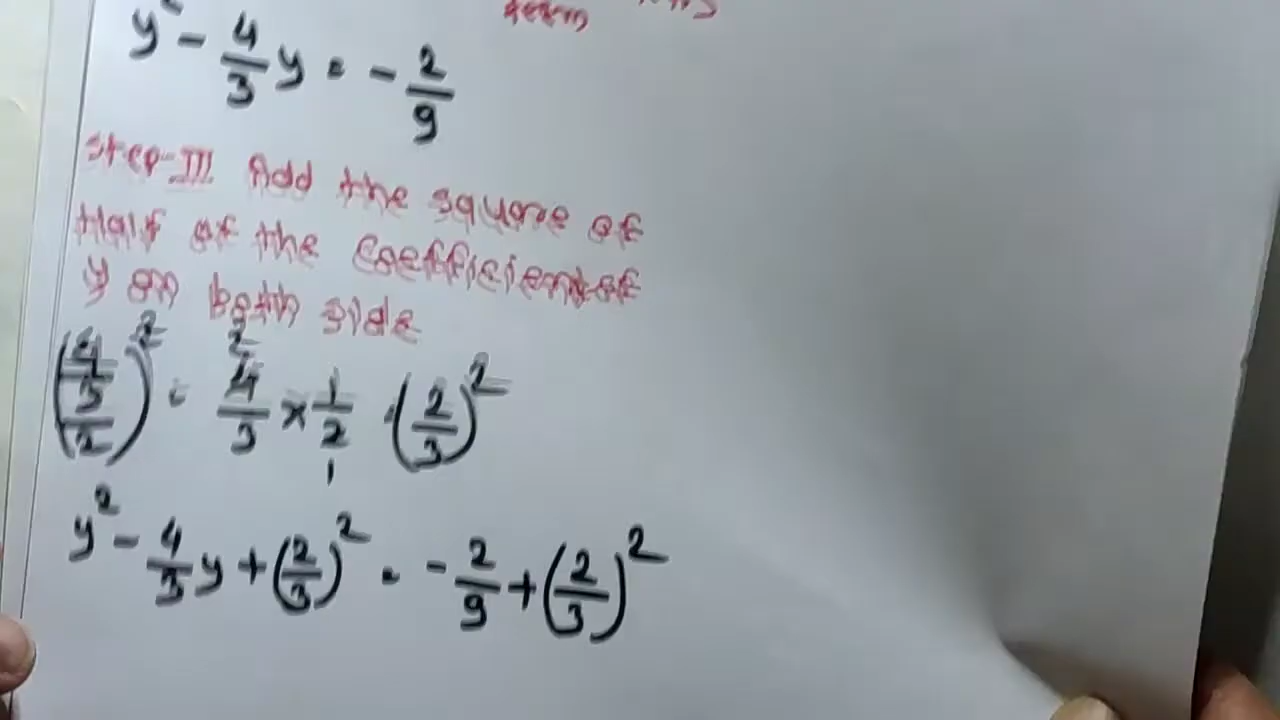 term
y² - 4/3 y = - 2/9
Step-III Add the square of
Half of the coefficient of
y on both side
((4/3)/2)² = 4/3 × 1/2 = (2/3)²
y² - 4/3 y + (2/3)² = - 2/9 + (2/3)²